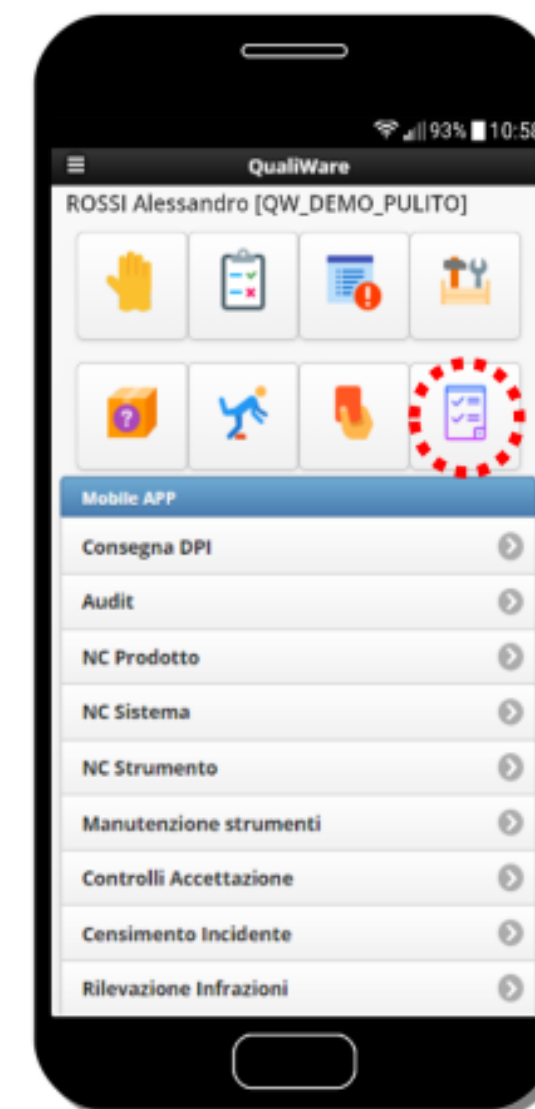 93% 10:58
QualiWare
ROSSI Alessandro [QW_DEMO_PULITO]
Mobile APP
Consegna DPI
Audit
NC Prodotto
NC Sistema
NC Strumento
Manutenzione strumenti
Controlli Accettazione
Censimento Incidente
Rilevazione Infrazioni